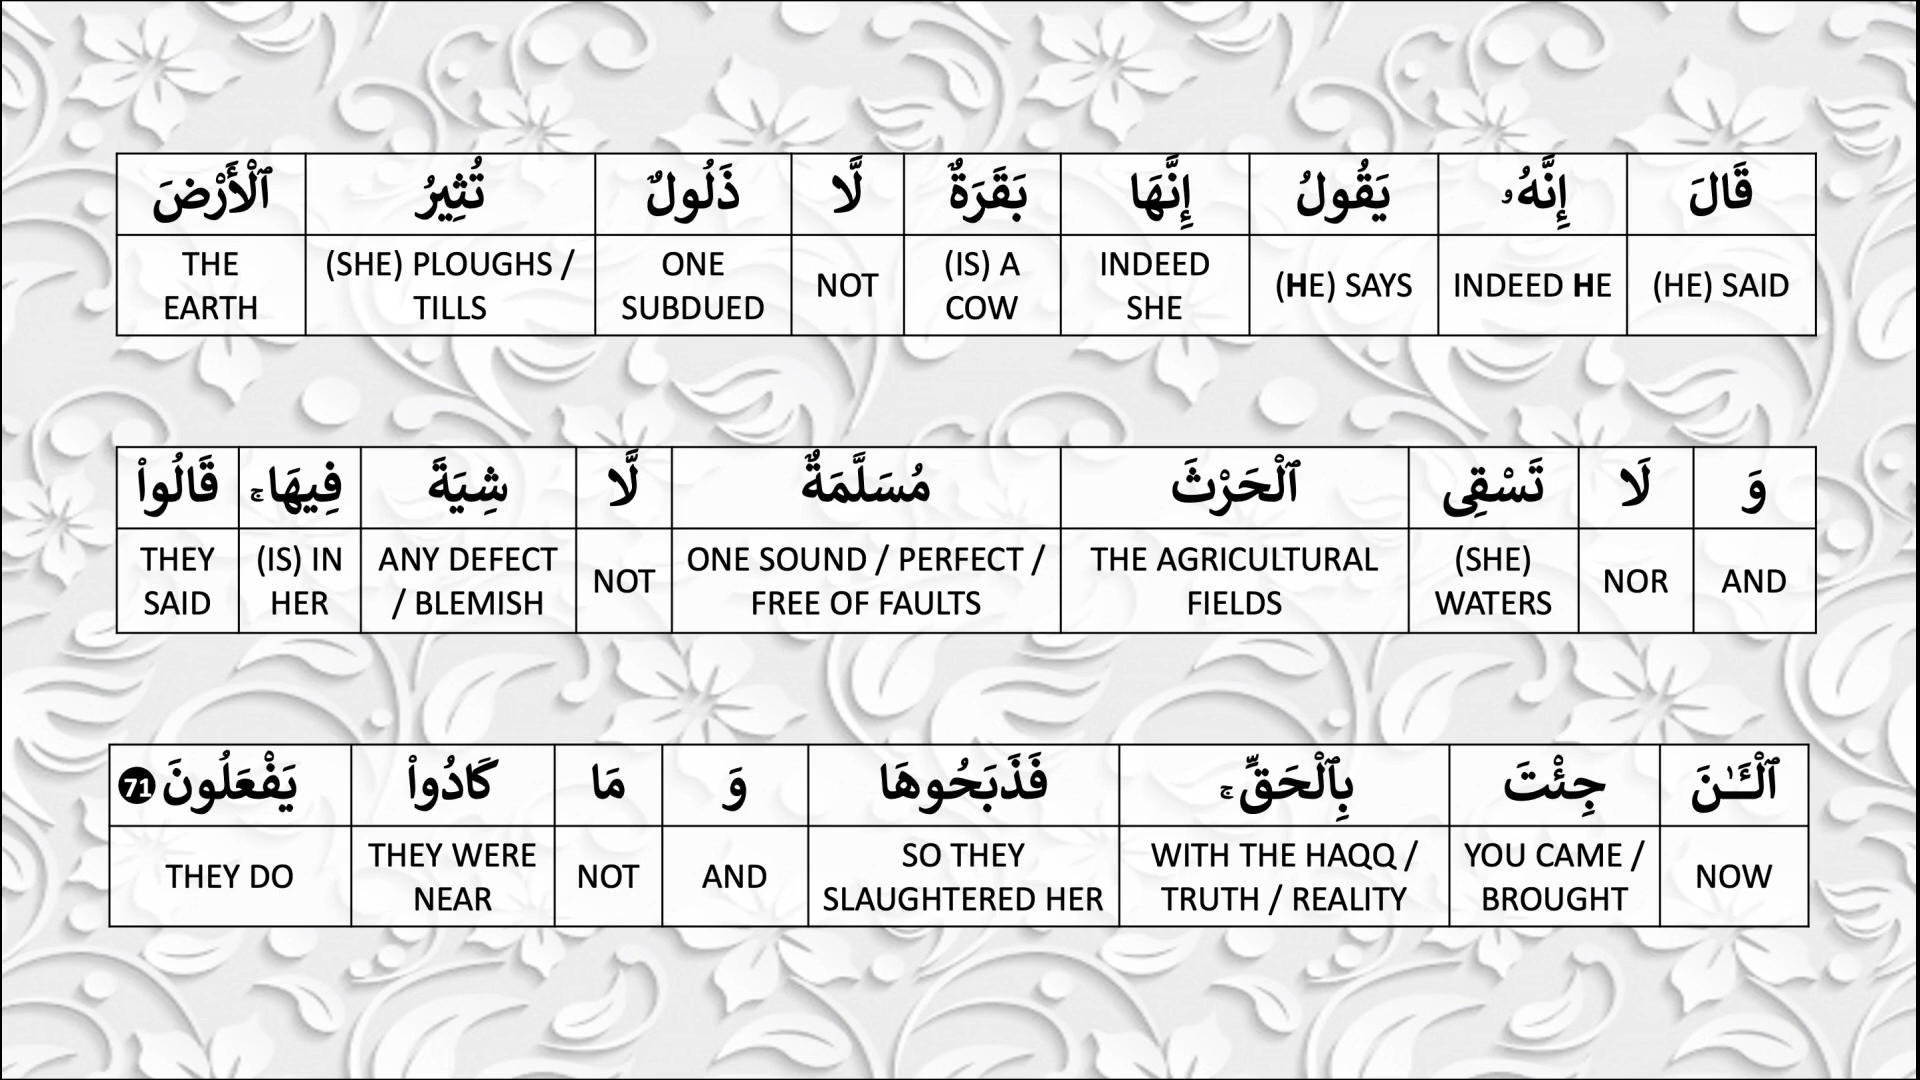 قَالَ إِنَّهُۥ يَقُولُ إِنَّهَا بَقَرَةٌ لَّا ذَلُولٌ تُثِيرُ ٱلْأَرْضَ
(HE) SAID INDEED HE (HE) SAYS INDEED SHE (IS) A COW NOT ONE SUBDUED (SHE) PLOUGHS / TILLS THE EARTH
وَ لَا تَسْقِى ٱلْحَرْثَ مُسَلَّمَةٌ لَّا شِيَةَ فِيهَا ۚ قَالُوا۟
AND NOR (SHE) WATERS THE AGRICULTURAL FIELDS ONE SOUND / PERFECT / FREE OF FAULTS NOT ANY DEFECT / BLEMISH (IS) IN HER THEY SAID
ٱلْـَٔـٰنَ جِئْتَ بِٱلْحَقِّ ۚ فَذَبَحُوهَا وَ مَا كَادُوا۟ يَفْعَلُونَ 71
NOW YOU CAME / BROUGHT WITH THE HAQQ / TRUTH / REALITY SO THEY SLAUGHTERED HER AND NOT THEY WERE NEAR THEY DO